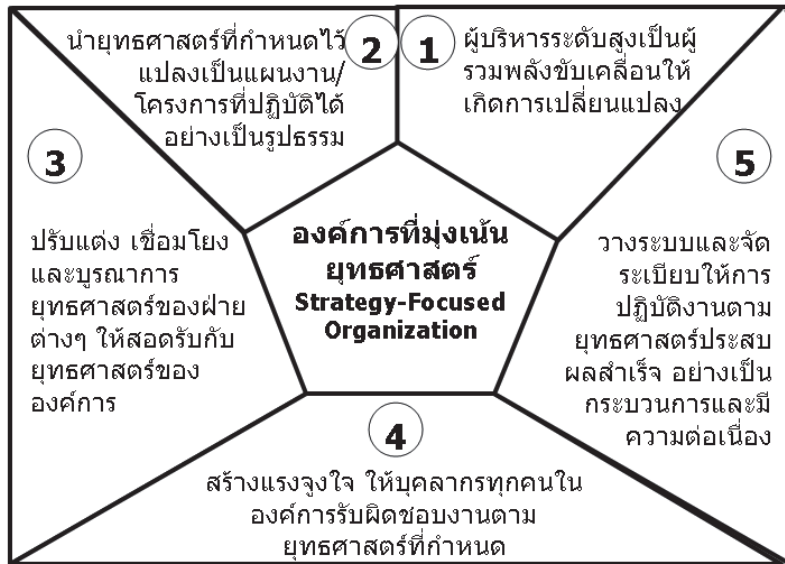 1
ผู้บริหารระดับสูงเป็นผู้
รวมพลังขับเคลื่อนให้
เกิดการเปลี่ยนแปลง
2
นำยุทธศาสตร์ที่กำหนดไว้
แปลงเป็นแผนงาน/
โครงการที่ปฏิบัติได้
อย่างเป็นรูปธรรม
3
ปรับแต่ง เชื่อมโยง
และบูรณาการ
ยุทธศาสตร์ของฝ่าย
ต่างๆ ให้สอดรับกับ
ยุทธศาสตร์ของ
องค์การ
องค์การที่มุ่งเน้น
ยุทธศาสตร์
Strategy-Focused
Organization
4
สร้างแรงจูงใจ ให้บุคลากรทุกคนใน
องค์การรับผิดชอบงานตาม
ยุทธศาสตร์ที่กำหนด
5
วางระบบและจัด
ระเบียบให้การ
ปฏิบัติงานตาม
ยุทธศาสตร์ประสบ
ผลสำเร็จ อย่างเป็น
กระบวนการและมี
ความต่อเนื่อง